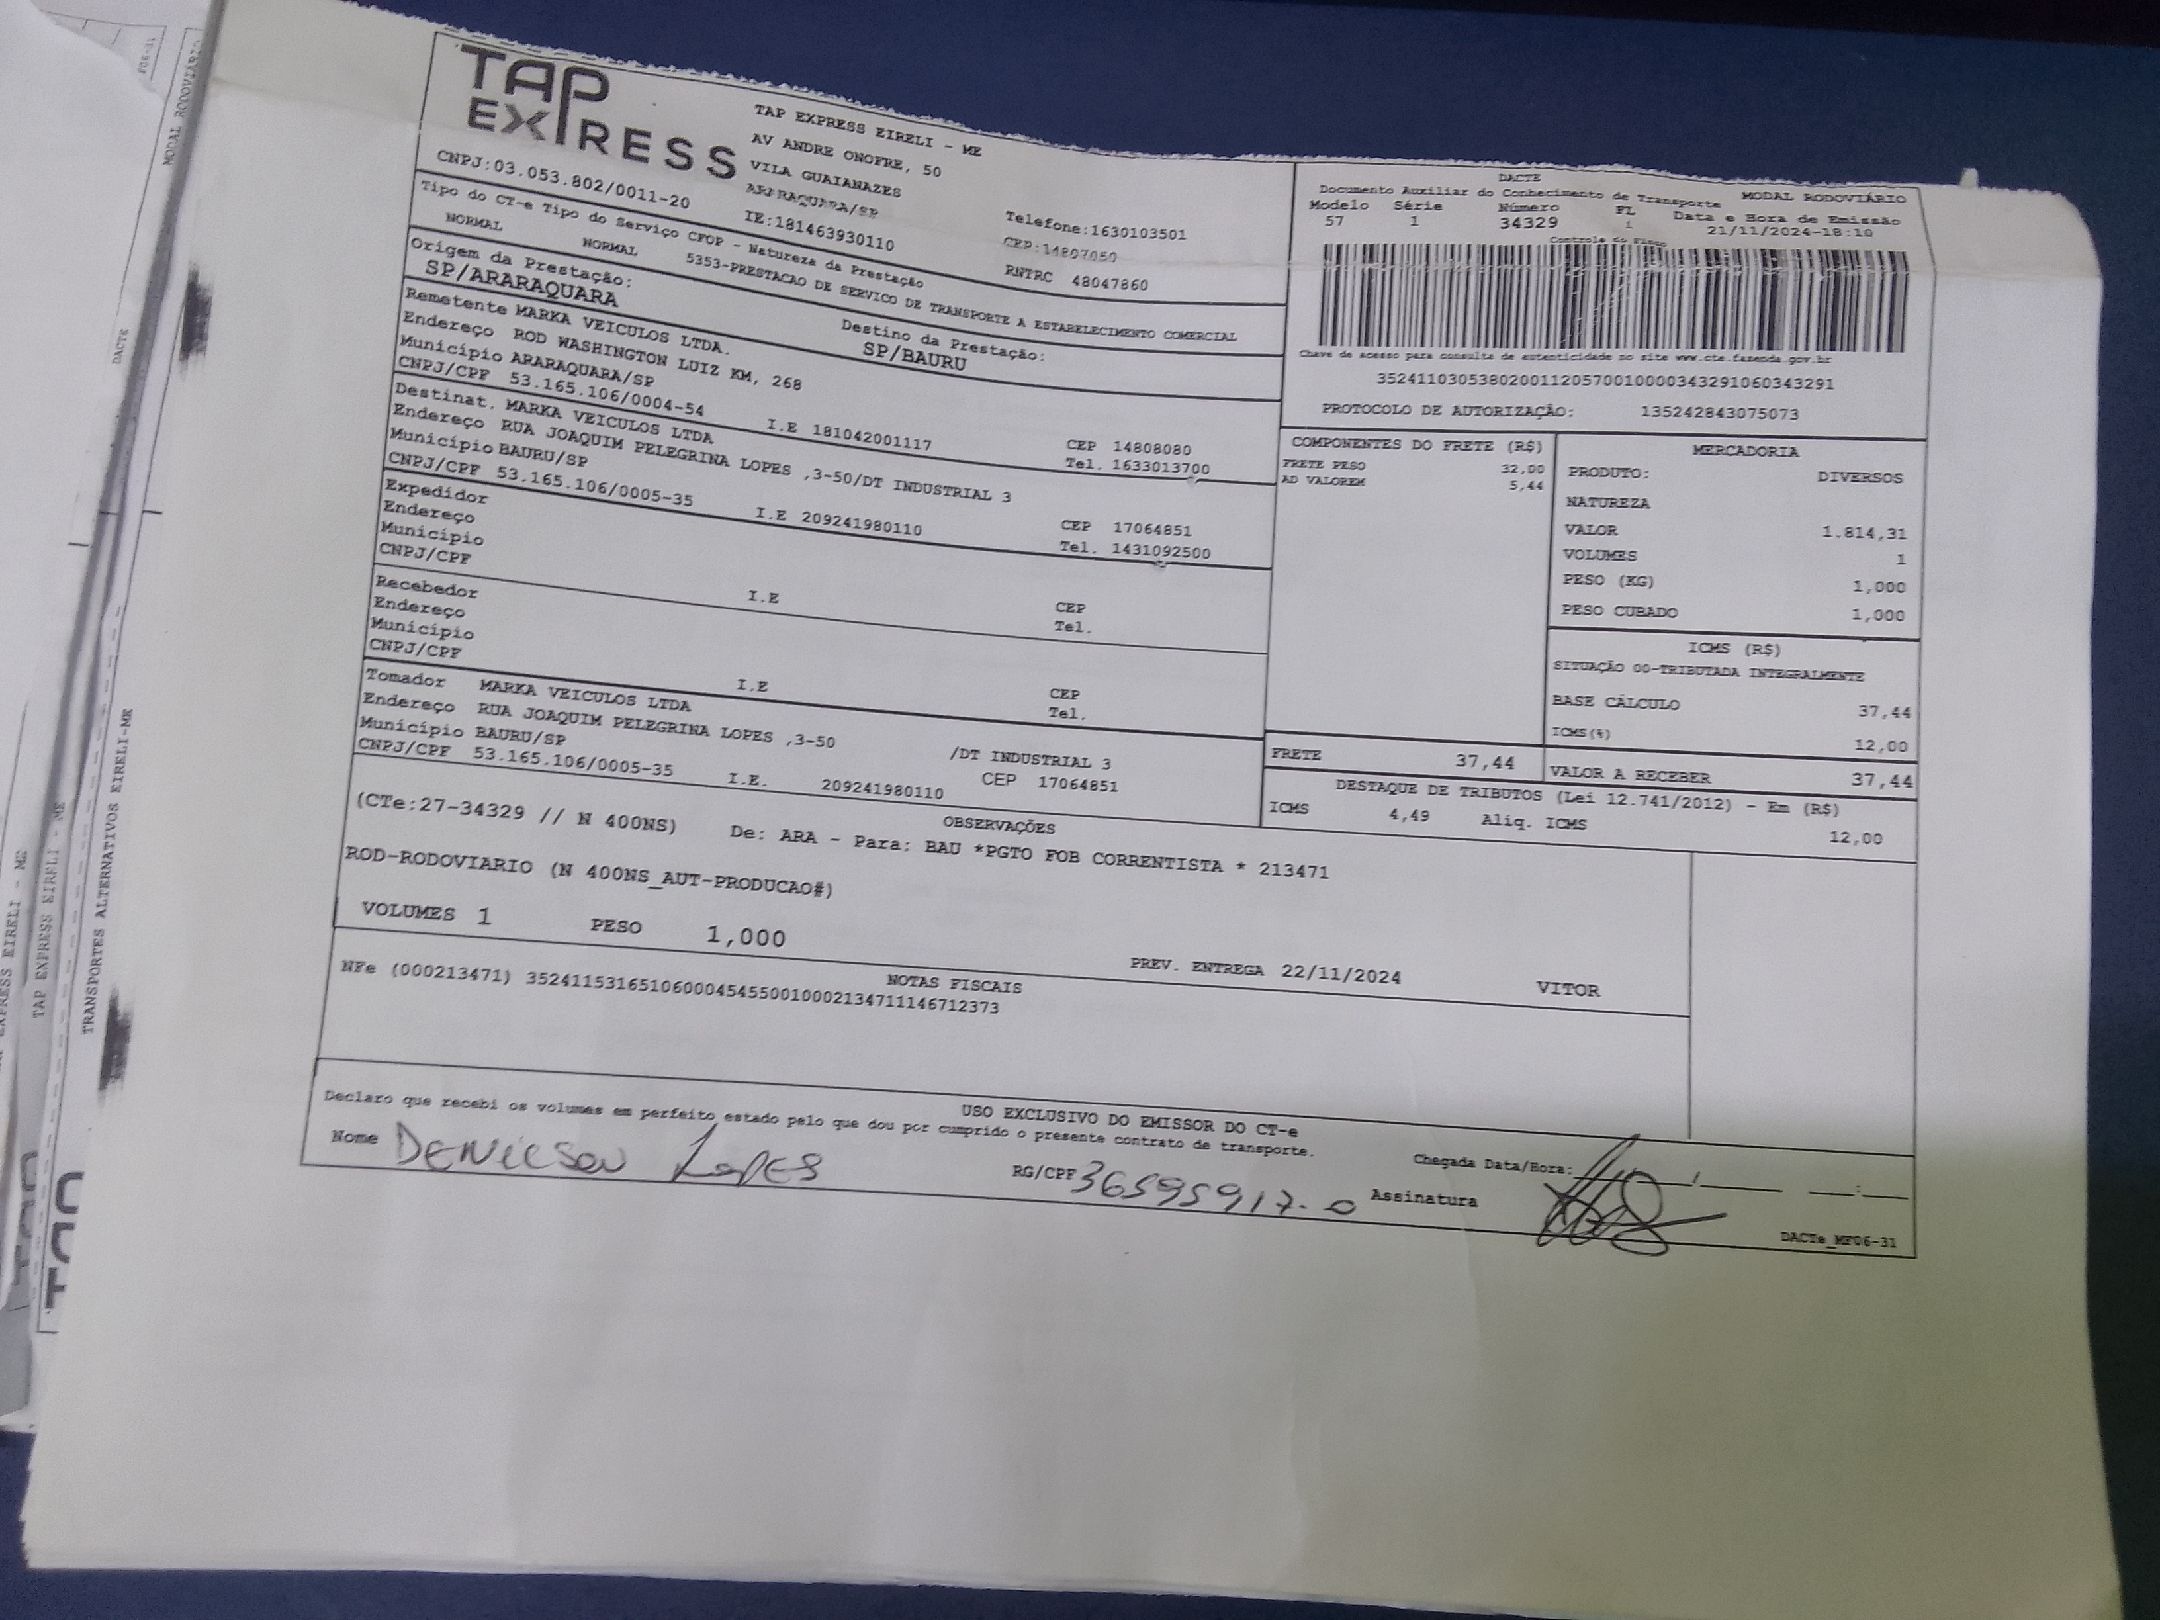 TAP EXPRESS
TAP EXPRESS EIRELI - ME
AV ANDRE ONOFRE, 50
VILA GUAIANAZES
ARARAQUARA/SP
CNPJ:03.053.802/0011-20
IE:181463930110
Telefone:1630103501
CEP:14807050
RNTRC 48047860
Tipo do CT-e Tipo do Serviço CFOP - Natureza da Prestação
NORMAL NORMAL 5353-PRESTACAO DE SERVICO DE TRANSPORTE A ESTABELECIMENTO COMERCIAL
Origem da Prestação: Destino da Prestação:
SP/ARARAQUARA SP/BAURU
DACTE MODAL RODOVIÁRIO
Documento Auxiliar do Conhecimento de Transporte
Modelo Série Número FL Data e Hora de Emissão
57 1 34329 1 21/11/2024-18:10
Controle do Fisco
Chave de acesso para consulta de autenticidade no site www.cte.fazenda.gov.br
35241103053802001120570010000343291060343291
PROTOCOLO DE AUTORIZAÇÃO: 135242843075073
Remetente MARKA VEICULOS LTDA.
Endereço ROD WASHINGTON LUIZ KM, 268
Município ARARAQUARA/SP CEP 14808080
CNPJ/CPF 53.165.106/0004-54 I.E 181042001117 Tel. 1633013700
Destinat. MARKA VEICULOS LTDA
Endereço RUA JOAQUIM PELEGRINA LOPES ,3-50/DT INDUSTRIAL 3
Município BAURU/SP CEP 17064851
CNPJ/CPF 53.165.106/0005-35 I.E 209241980110 Tel. 1431092500
Expedidor
Endereço
Município CEP
CNPJ/CPF I.E Tel.
Recebedor
Endereço
Município CEP
CNPJ/CPF I.E Tel.
Tomador MARKA VEICULOS LTDA
Endereço RUA JOAQUIM PELEGRINA LOPES ,3-50 /DT INDUSTRIAL 3
Município BAURU/SP CEP 17064851
CNPJ/CPF 53.165.106/0005-35 I.E. 209241980110
COMPONENTES DO FRETE (R$)
FRETE PESO 32,00
AD VALOREM 5,44
FRETE 37,44
MERCADORIA
PRODUTO: DIVERSOS
NATUREZA
VALOR 1.814,31
VOLUMES 1
PESO (KG) 1,000
PESO CUBADO 1,000
ICMS (R$)
SITUAÇÃO 00-TRIBUTADA INTEGRALMENTE
BASE CÁLCULO 37,44
ICMS(%) 12,00
VALOR A RECEBER 37,44
DESTAQUE DE TRIBUTOS (Lei 12.741/2012) - Em (R$)
ICMS 4,49 Aliq. ICMS 12,00
OBSERVAÇÕES
(CTe:27-34329 // N 400NS) De: ARA - Para: BAU *PGTO FOB CORRENTISTA * 213471
ROD-RODOVIARIO (N 400NS_AUT-PRODUCAO#)
VOLUMES 1 PESO 1,000 PREV. ENTREGA 22/11/2024 VITOR
NOTAS FISCAIS
NFe (000213471) 35241153165106000454550010002134711146712373
USO EXCLUSIVO DO EMISSOR DO CT-e
Declaro que recebi os volumes em perfeito estado pelo que dou por cumprido o presente contrato de transporte.
Nome DENILSON LOPES RG/CPF 36595917-0 Chegada Data/Hora: / :
Assinatura
DACTe_MF06-31
MODAL RODOVIÁRIO
DACTE
TRANSPORTES ALTERNATIVOS EIRELI-ME
TAP EXPRESS EIRELI - ME
EXPRESS EIRELI - ME